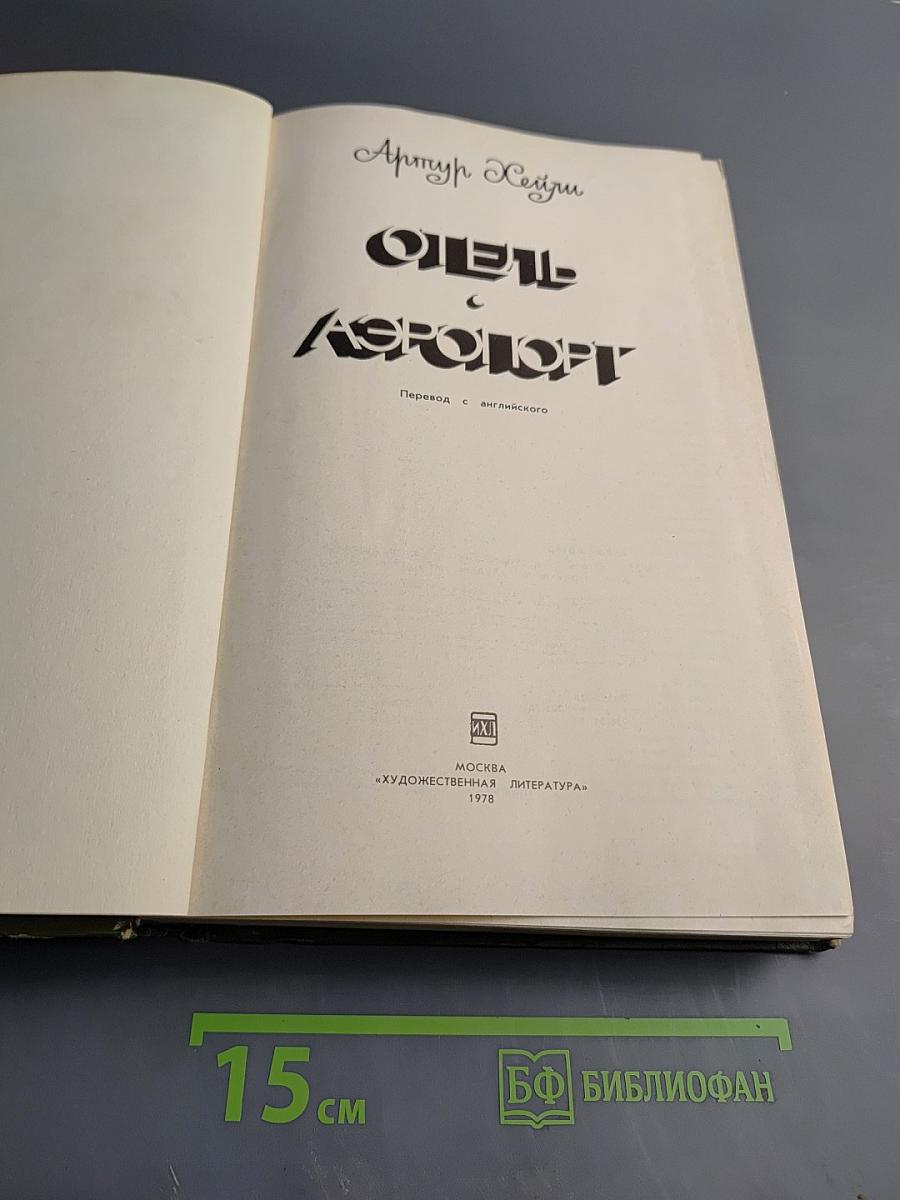 Артур Хейли
ОТЕЛЬ
АЭРОПОРТ
Перевод с английского
ИХЛ
МОСКВА
«ХУДОЖЕСТВЕННАЯ ЛИТЕРАТУРА»
1978
15 см
БФ БИБЛИОФАН